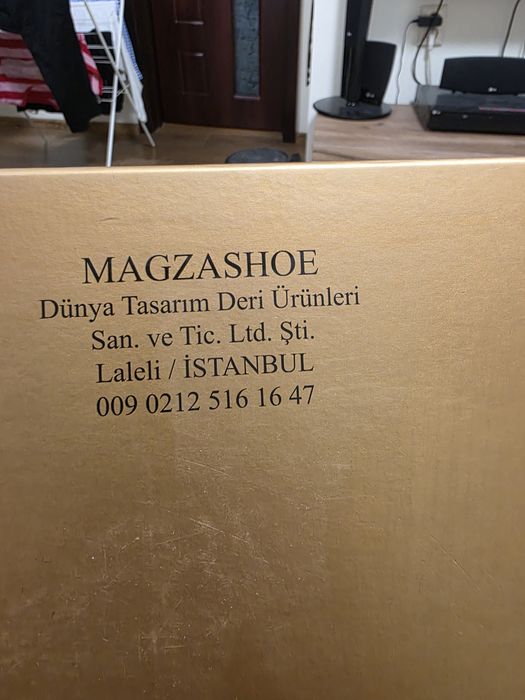 MAGZASHOE
Dünya Tasarım Deri Ürünleri
San. ve Tic. Ltd. Şti.
Laleli / İSTANBUL
009 0212 516 16 47